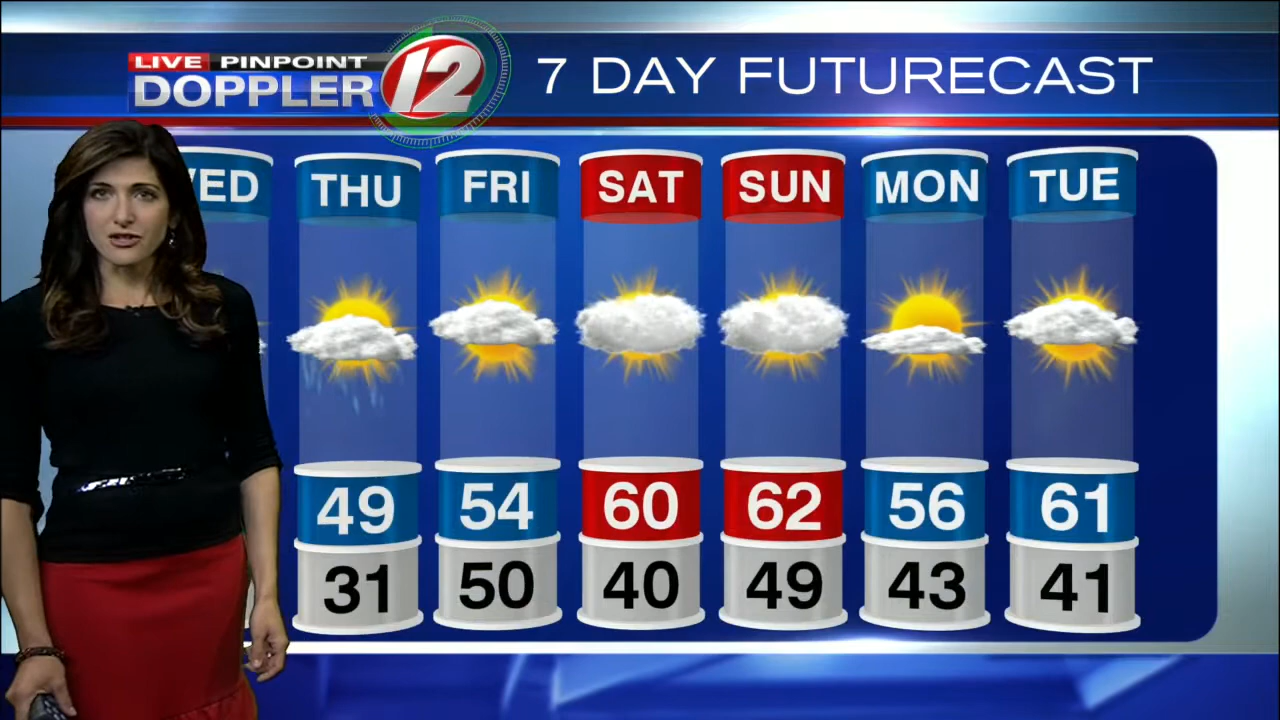 LIVE PINPOINT
DOPPLER 12
7 DAY FUTURECAST
THU FRI SAT SUN MON TUE
49 54 60 62 56 61
31 50 40 49 43 41